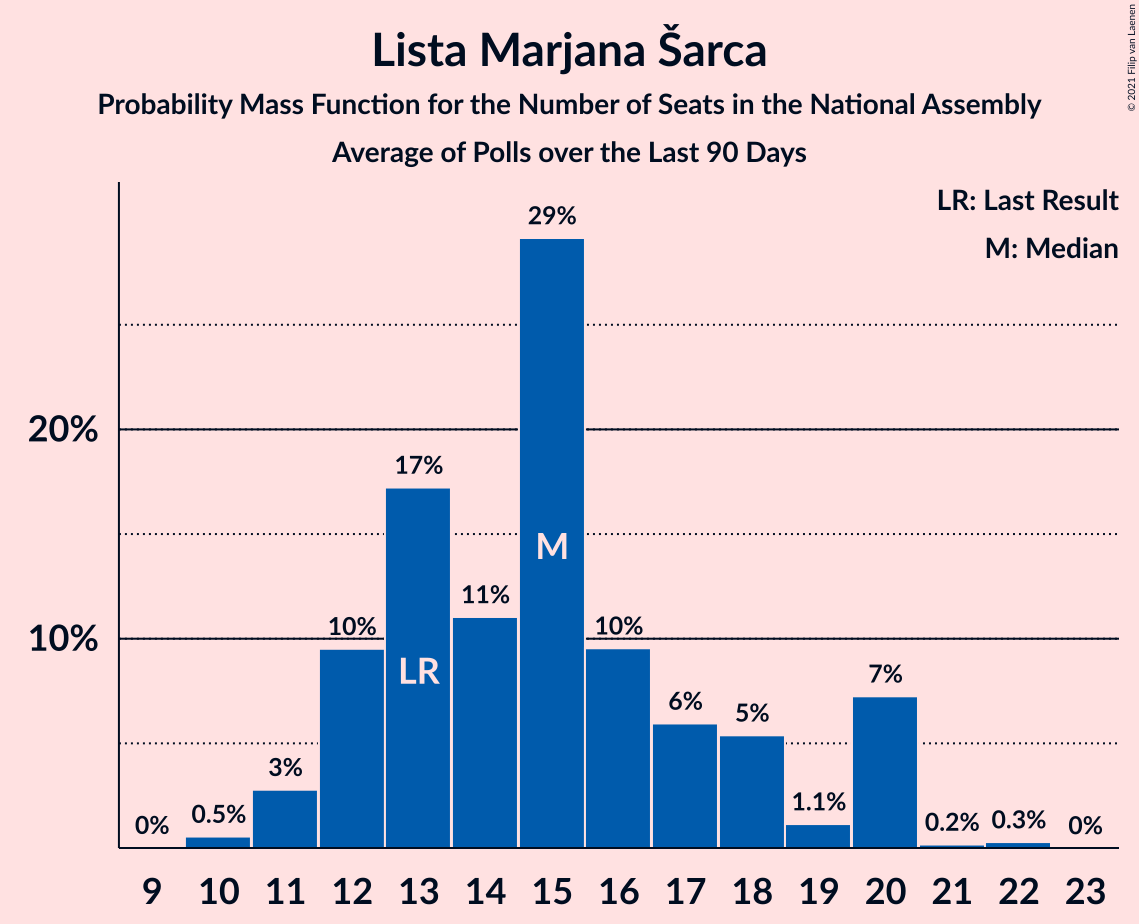 Lista Marjana Šarca
Probability Mass Function for the Number of Seats in the National Assembly
Average of Polls over the Last 90 Days
© 2021 Filip van Laenen
LR: Last Result
M: Median
29%
20%
17%
M
11%
10%
10%
10%
LR
7%
6%
5%
3%
1.1%
0%
0.5%
0.2%
0.3%
0%
9 10 11 12 13 14 15 16 17 18 19 20 21 22 23